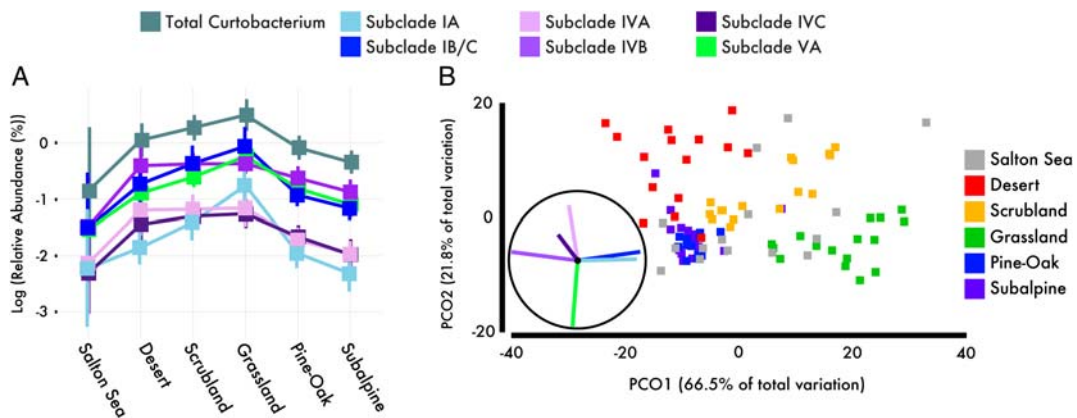 Total Curtobacterium
Subclade IA
Subclade IVA
Subclade IVC
Subclade IB/C
Subclade IVB
Subclade VA
A
Log (Relative Abundance (%))
0
-1
-2
-3
Salton Sea
Desert
Scrubland
Grassland
Pine-Oak
Subalpine
B
PCO2 (21.8% of total variation)
20
0
-20
-40
-20
0
20
40
PCO1 (66.5% of total variation)
Salton Sea
Desert
Scrubland
Grassland
Pine-Oak
Subalpine